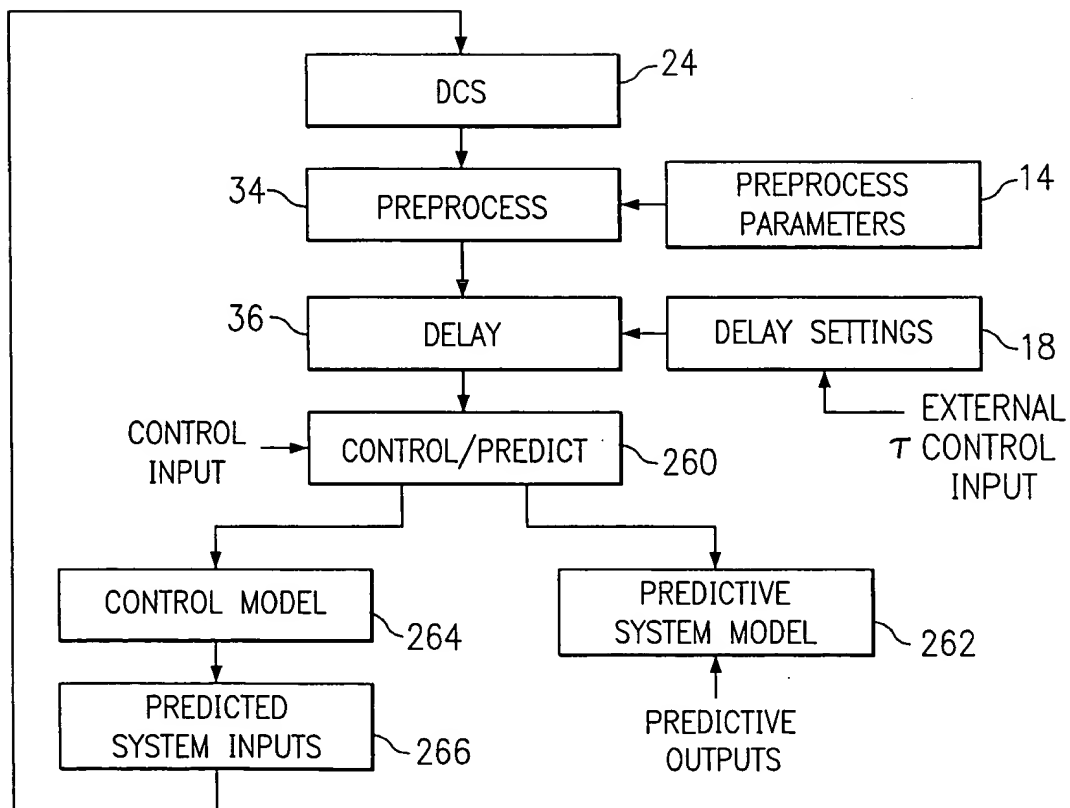 DCS
24
34
PREPROCESS
PREPROCESS
PARAMETERS
14
36
DELAY
DELAY SETTINGS
18
EXTERNAL
τ CONTROL
INPUT
CONTROL
INPUT
CONTROL/PREDICT
260
CONTROL MODEL
264
PREDICTIVE
SYSTEM MODEL
262
PREDICTED
SYSTEM INPUTS
266
PREDICTIVE
OUTPUTS